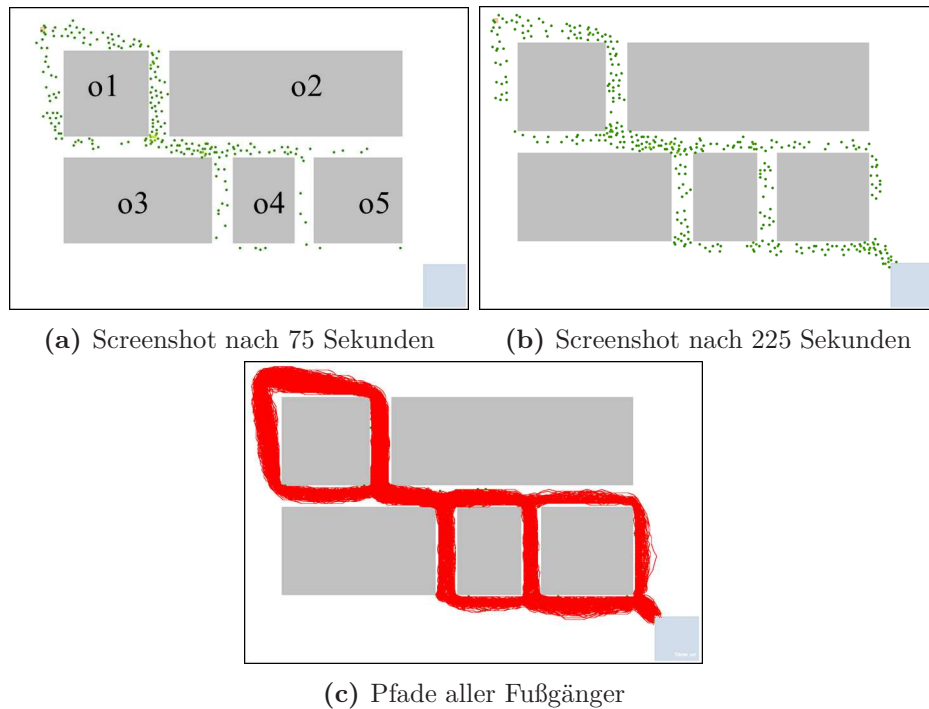 o1
o2
o3
o4
o5
(a) Screenshot nach 75 Sekunden
(b) Screenshot nach 225 Sekunden
(c) Pfade aller Fußgänger